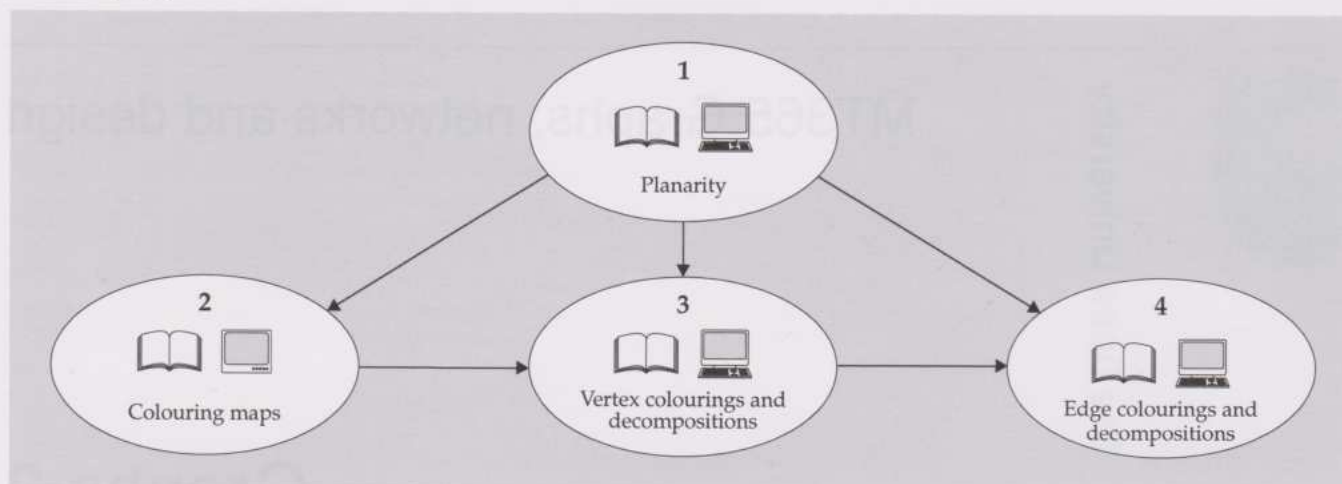 1
Planarity
2
Colouring maps
3
Vertex colourings and
decompositions
4
Edge colourings and
decompositions